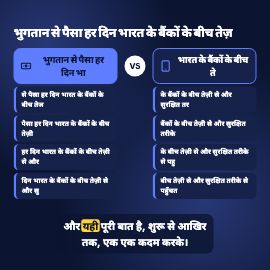 भुगतान से पैसा हर दिन भारत के बैंकों के बीच तेज़
भुगतान से पैसा हर
दिन भा
VS
भारत के बैंकों के बीच
ते
से पैसा हर दिन भारत के बैंकों के
बीच तेज
के बैंकों के बीच तेज़ी से और
सुरक्षित तर
पैसा हर दिन भारत के बैंकों के बीच
तेज़ी
बैंकों के बीच तेज़ी से और सुरक्षित
तरीके
हर दिन भारत के बैंकों के बीच तेज़ी
से और
के बीच तेज़ी से और सुरक्षित तरीके
से पहु
दिन भारत के बैंकों के बीच तेज़ी से
और सु
बीच तेज़ी से और सुरक्षित तरीके से
पहुँचत
और यही पूरी बात है, शुरू से आखिर
तक, एक एक कदम करके।